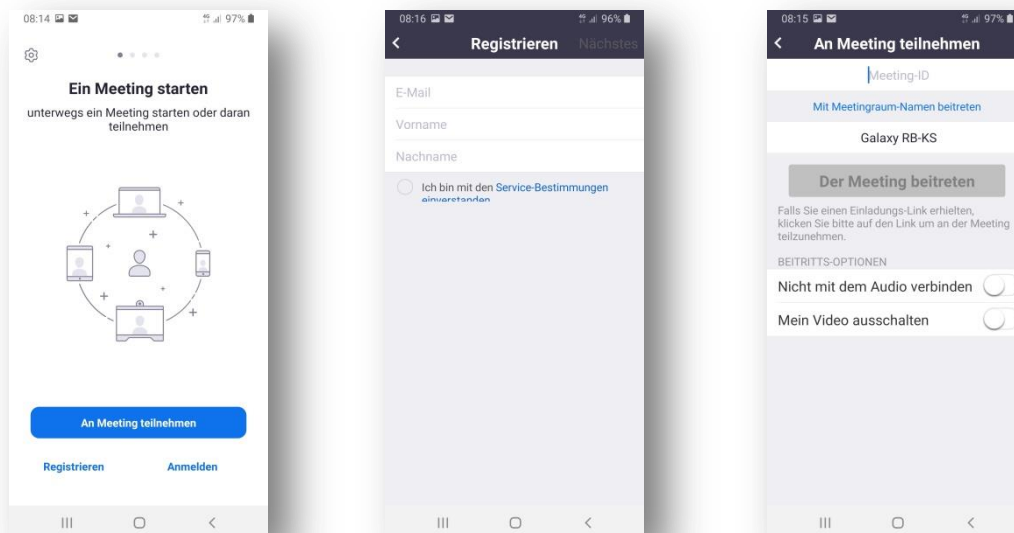 08:14 97%
Ein Meeting starten
unterwegs ein Meeting starten oder daran
teilnehmen
An Meeting teilnehmen
Registrieren Anmelden
08:16 96%
Registrieren Nächstes
E-Mail
Vorname
Nachname
Ich bin mit den Service-Bestimmungen
einverstanden
08:15 97%
An Meeting teilnehmen
Meeting-ID
Mit Meetingraum-Namen beitreten
Galaxy RB-KS
Der Meeting beitreten
Falls Sie einen Einladungs-Link erhielten,
klicken Sie bitte auf den Link um an der Meeting
teilzunehmen.
BEITRITTS-OPTIONEN
Nicht mit dem Audio verbinden
Mein Video ausschalten